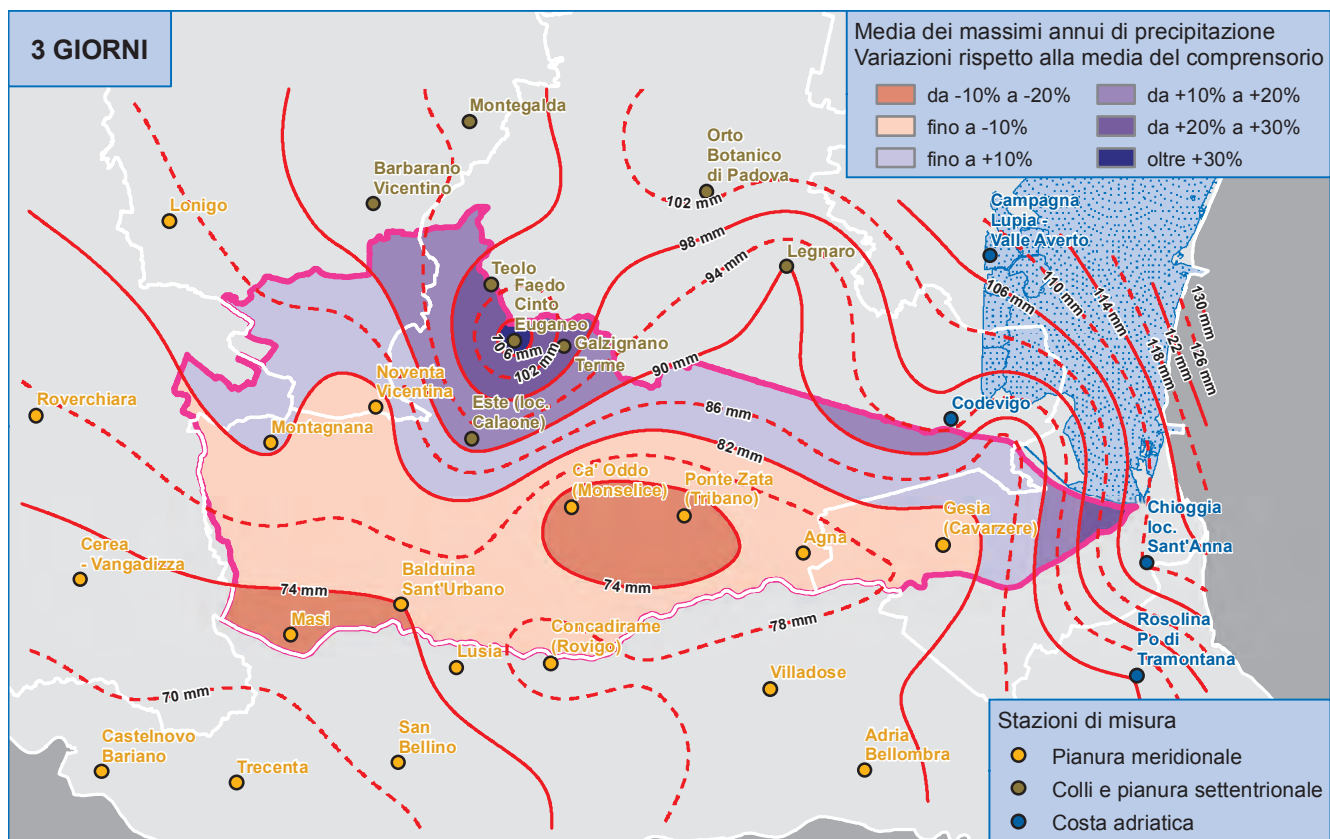 3 GIORNI
Media dei massimi annui di precipitazione
Variazioni rispetto alla media del comprensorio
da -10% a -20%
fino a -10%
fino a +10%
da +10% a +20%
da +20% a +30%
oltre +30%
Montegalda
Barbarano
Vicentino
Lonigo
Orto
Botanico
di Padova
102 mm
Campagna
Lupia -
Valle Averto
98 mm
94 mm
Legnaro
Teolo
Faedo
Cinto
Euganeo
106 mm
102 mm
Galzignano
Terme
90 mm
106 mm
110 mm
114 mm
118 mm
122 mm
126 mm
130 mm
Roverchiara
Montagnana
Noventa
Vicentina
Este (loc.
Calaone)
86 mm
82 mm
Codevigo
Ca' Oddo
(Monselice)
Ponte Zata
(Tribano)
74 mm
Agna
Gesia
(Cavarzere)
Chioggia
loc.
Sant'Anna
Cerea
- Vangadizza
74 mm
Balduina
Sant'Urbano
Masi
Lusia
Concadirame
(Rovigo)
78 mm
Villadose
Rosolina
Po di
Tramontana
70 mm
Castelnovo
Bariano
Trecenta
San
Bellino
Adria
Bellombra
Stazioni di misura
Pianura meridionale
Colli e pianura settentrionale
Costa adriatica